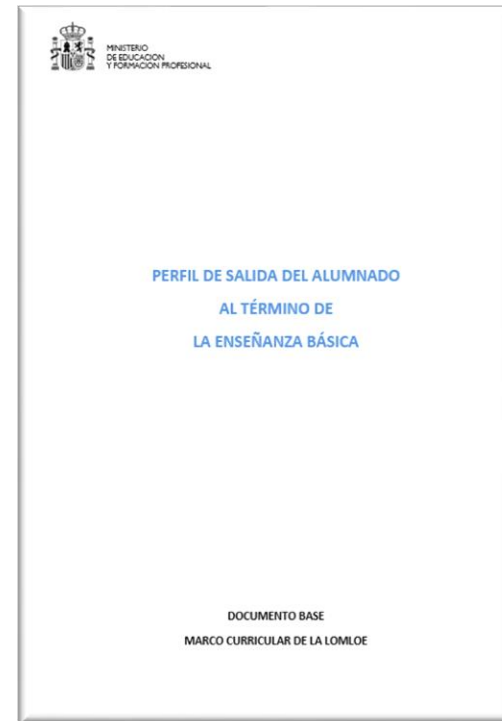 MINISTERIO
DE EDUCACIÓN
Y FORMACIÓN PROFESIONAL
PERFIL DE SALIDA DEL ALUMNADO
AL TÉRMINO DE
LA ENSEÑANZA BÁSICA
DOCUMENTO BASE
MARCO CURRICULAR DE LA LOMLOE